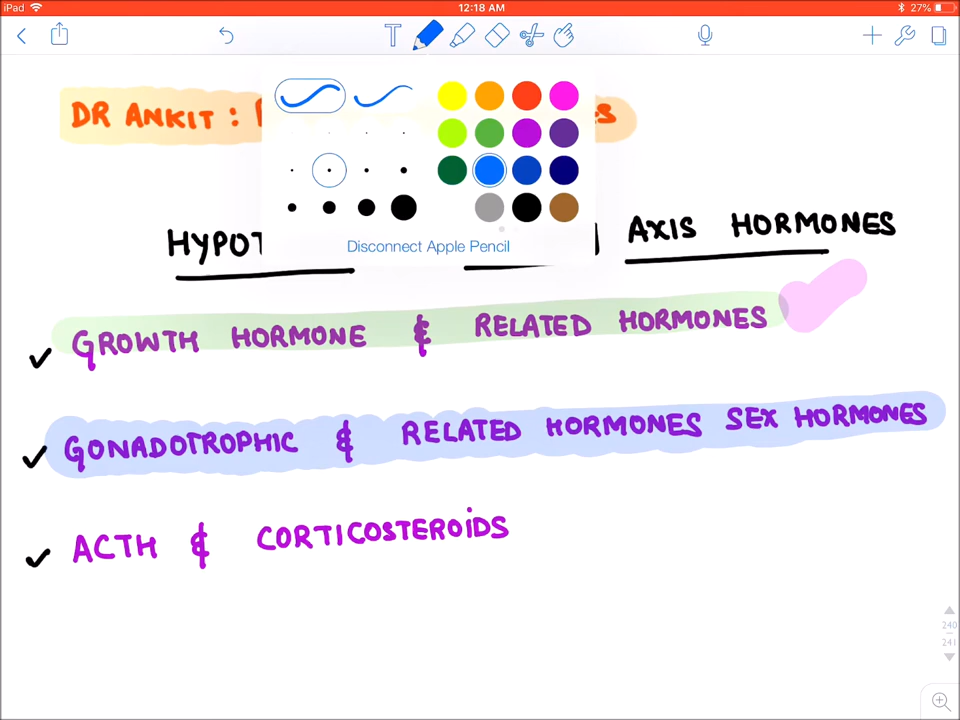 iPad 12:18 AM 27%
T
DR ANKIT :
Disconnect Apple Pencil
AXIS HORMONES
GROWTH HORMONE & RELATED HORMONES
GONADOTROPHIC & RELATED HORMONES SEX HORMONES
ACTH & CORTICOSTEROIDS
240
241